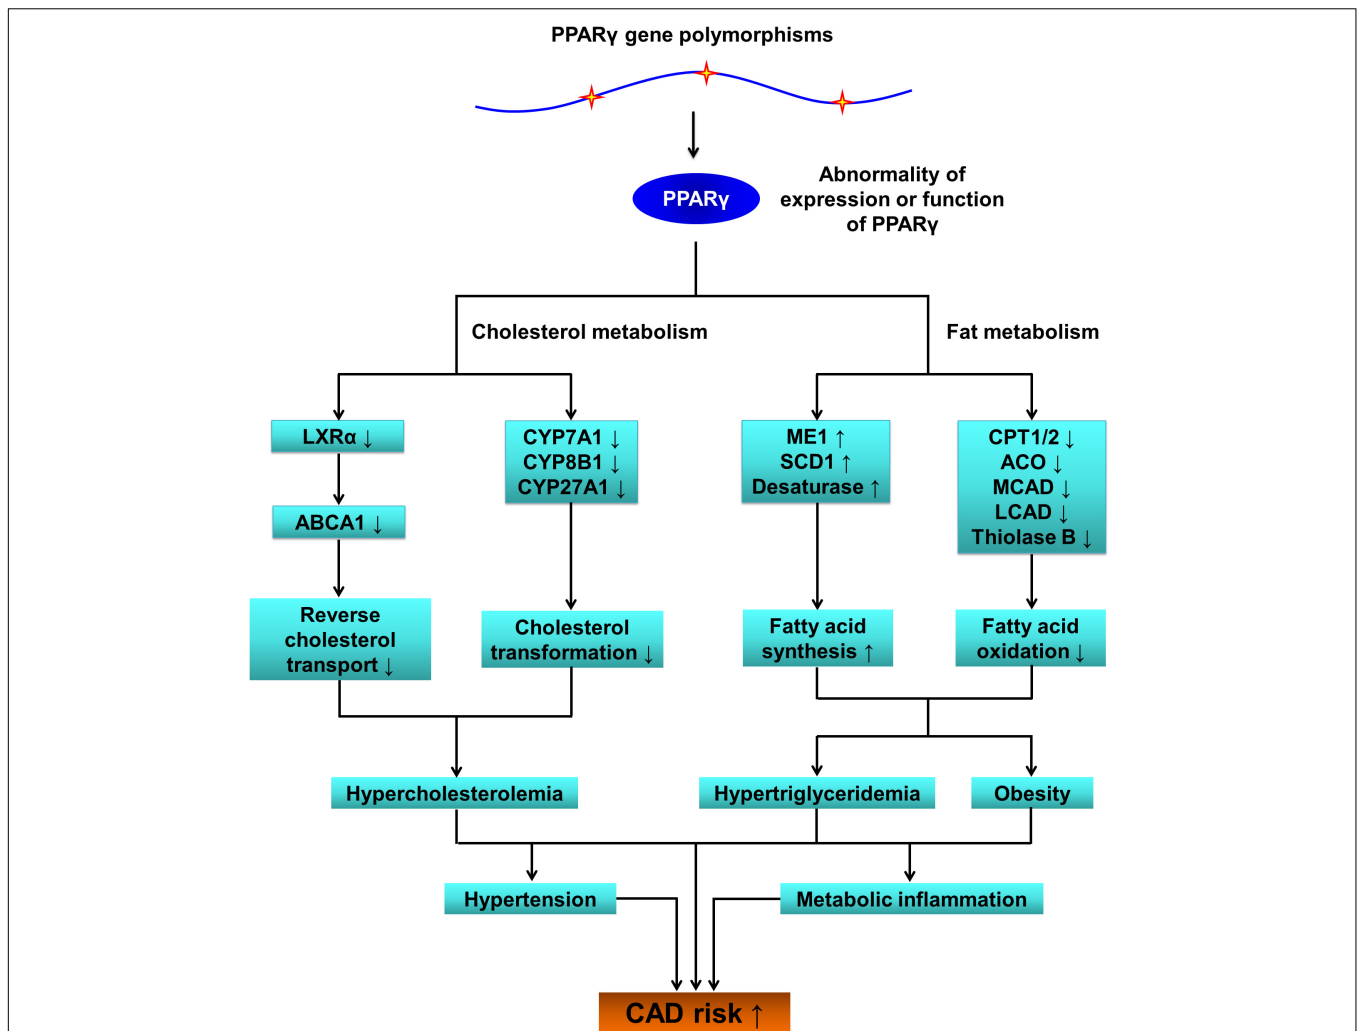 PPARγ gene polymorphisms
PPARγ
Abnormality of
expression or function
of PPARγ
Cholesterol metabolism
Fat metabolism
LXRα ↓
ABCA1 ↓
Reverse
cholesterol
transport ↓
CYP7A1 ↓
CYP8B1 ↓
CYP27A1 ↓
Cholesterol
transformation ↓
ME1 ↑
SCD1 ↑
Desaturase ↑
Fatty acid
synthesis ↑
CPT1/2 ↓
ACO ↓
MCAD ↓
LCAD ↓
Thiolase B ↓
Fatty acid
oxidation ↓
Hypercholesterolemia
Hypertriglyceridemia
Obesity
Hypertension
Metabolic inflammation
CAD risk ↑